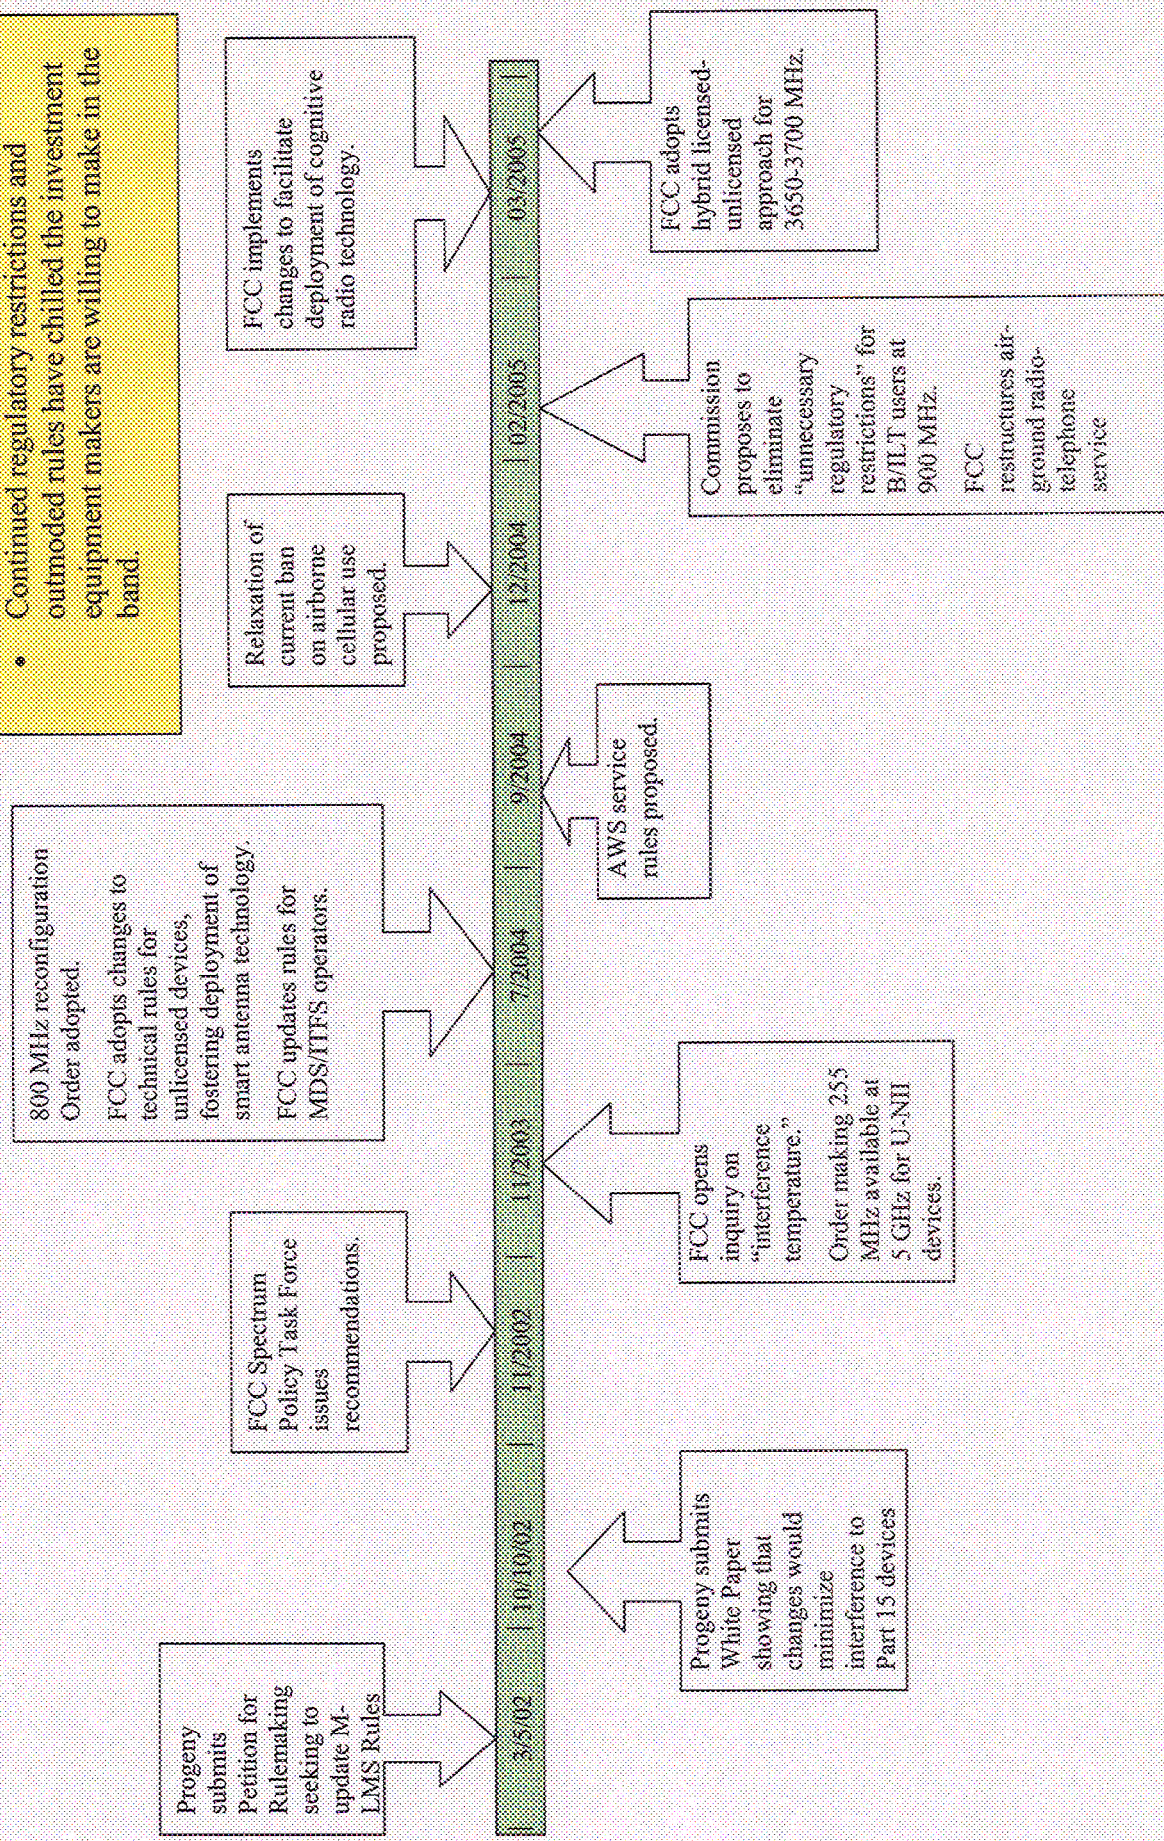 • Continued regulatory restrictions and
outmoded rules have chilled the investment
equipment makers are willing to make in the
band.
800 MHz reconfiguration
Order adopted.
FCC adopts changes to
technical rules for
unlicensed devices,
fostering deployment of
smart antenna technology.
FCC updates rules for
MDS/ITFS operators.
Progeny
submits
Petition for
Rulemaking
seeking to
update M-
LMS Rules
FCC Spectrum
Policy Task Force
issues
recommendations.
Relaxation of
current ban
on airborne
cellular use
proposed.
FCC implements
changes to facilitate
deployment of cognitive
radio technology.
| 3/5/02 | 10/10/02 | 11/2002 | 11/2003 | 7/2004 | 9/2004 | 12/2004 | 02/2005 | 03/2005 |
Progeny submits
White Paper
showing that
changes would
minimize
interference to
Part 15 devices
FCC opens
inquiry on
“interference
temperature.”
Order making 255
MHz available at
5 GHz for U-NII
devices.
AWS service
rules proposed.
Commission
proposes to
eliminate
“unnecessary
regulatory
restrictions” for
B/ILT users at
900 MHz.
FCC
restructures air-
ground radio-
telephone
service
FCC adopts
hybrid licensed-
unlicensed
approach for
3650-3700 MHz.